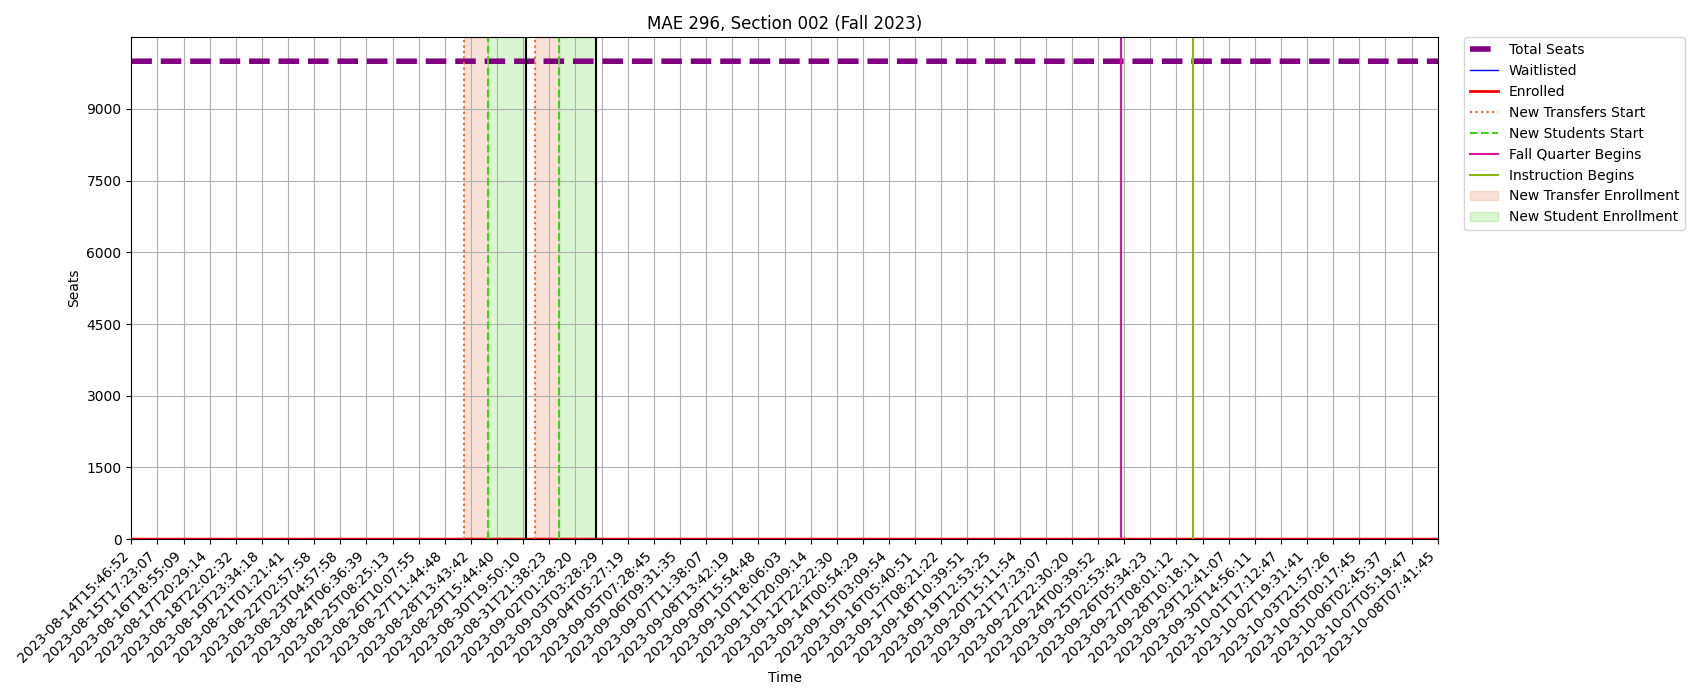 MAE 296, Section 002 (Fall 2023)
Total Seats
Waitlisted
Enrolled
New Transfers Start
New Students Start
Fall Quarter Begins
Instruction Begins
New Transfer Enrollment
New Student Enrollment
Seats
9000
7500
6000
4500
3000
1500
0
2023-08-14T15:46:52
2023-08-15T17:23:07
2023-08-16T18:55:09
2023-08-17T20:29:14
2023-08-18T22:02:32
2023-08-19T23:34:18
2023-08-21T01:21:41
2023-08-22T02:57:58
2023-08-23T04:57:58
2023-08-24T06:36:39
2023-08-25T08:25:13
2023-08-26T10:07:55
2023-08-27T11:44:48
2023-08-28T13:43:42
2023-08-29T15:44:40
2023-08-30T19:50:10
2023-08-31T21:38:23
2023-09-02T01:28:20
2023-09-03T03:28:29
2023-09-04T05:27:19
2023-09-05T07:28:45
2023-09-06T09:31:35
2023-09-07T11:38:07
2023-09-08T13:42:19
2023-09-09T15:54:48
2023-09-10T18:06:03
2023-09-11T20:09:14
2023-09-12T22:22:30
2023-09-14T00:54:29
2023-09-15T03:09:54
2023-09-16T05:40:51
2023-09-17T08:21:22
2023-09-18T10:39:51
2023-09-19T12:53:25
2023-09-20T15:11:54
2023-09-21T17:23:07
2023-09-22T22:30:20
2023-09-24T00:39:52
2023-09-25T02:53:42
2023-09-26T05:34:23
2023-09-27T08:01:12
2023-09-28T10:18:11
2023-09-29T12:41:07
2023-09-30T14:56:11
2023-10-01T17:12:47
2023-10-02T19:31:41
2023-10-03T21:57:26
2023-10-05T00:17:45
2023-10-06T02:45:37
2023-10-07T05:19:47
2023-10-08T07:41:45
Time